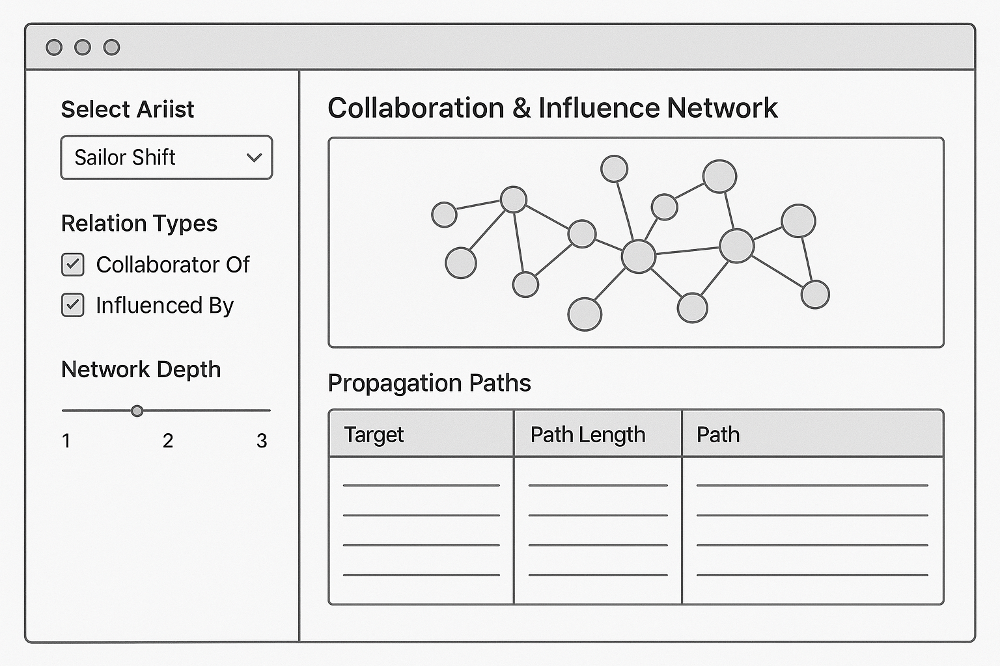 Select Ariist
Sailor Shift
Relation Types
Collaborator Of
Influenced By
Network Depth
1 2 3
Collaboration & Influence Network
Propagation Paths
Target Path Length Path